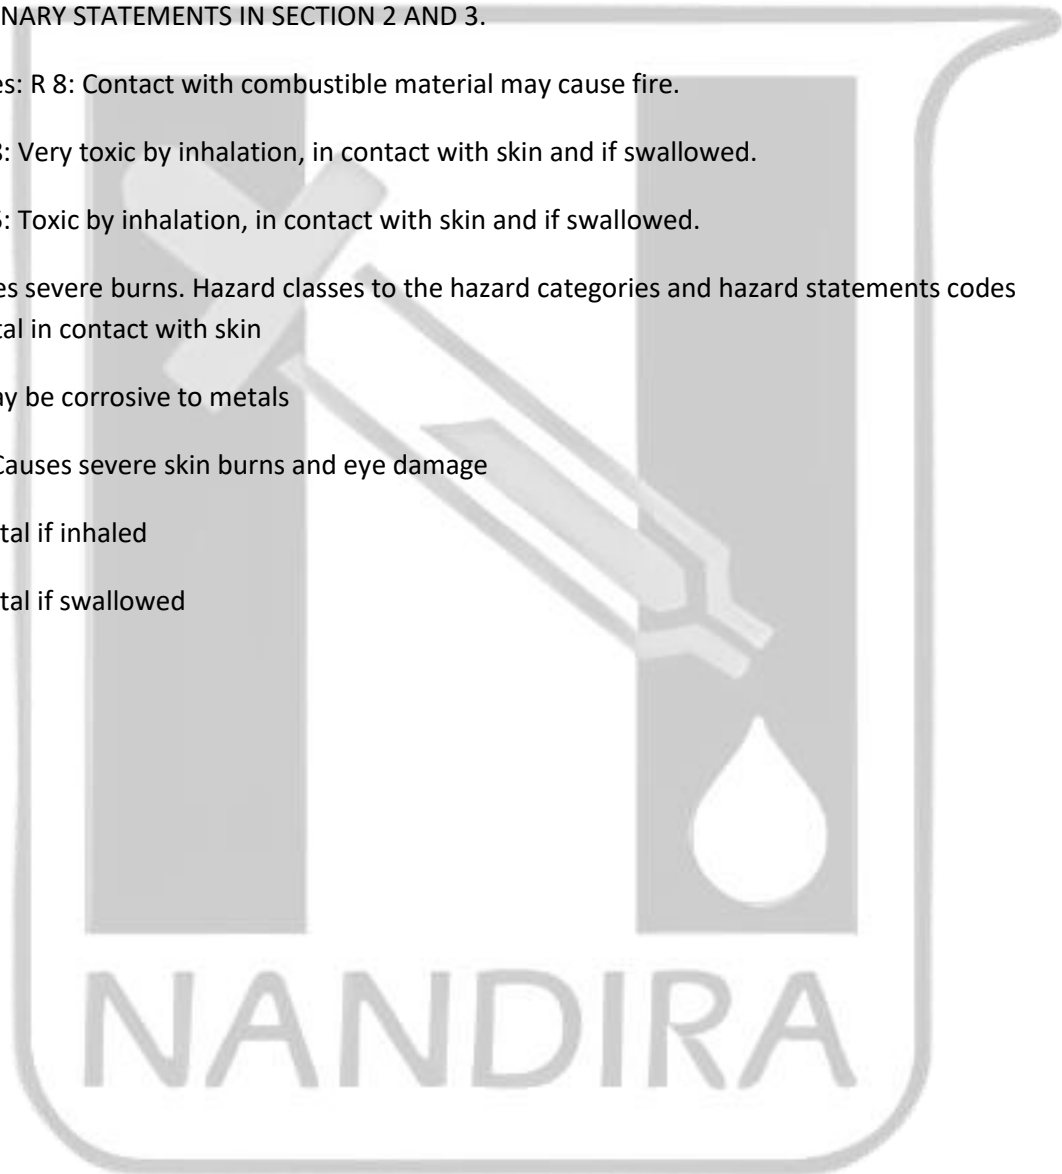 NARY STATEMENTS IN SECTION 2 AND 3.
es: R 8: Contact with combustible material may cause fire.
: Very toxic by inhalation, in contact with skin and if swallowed.
: Toxic by inhalation, in contact with skin and if swallowed.
es severe burns. Hazard classes to the hazard categories and hazard statements codes
tal in contact with skin
ay be corrosive to metals
Causes severe skin burns and eye damage
tal if inhaled
tal if swallowed
NANDIRA